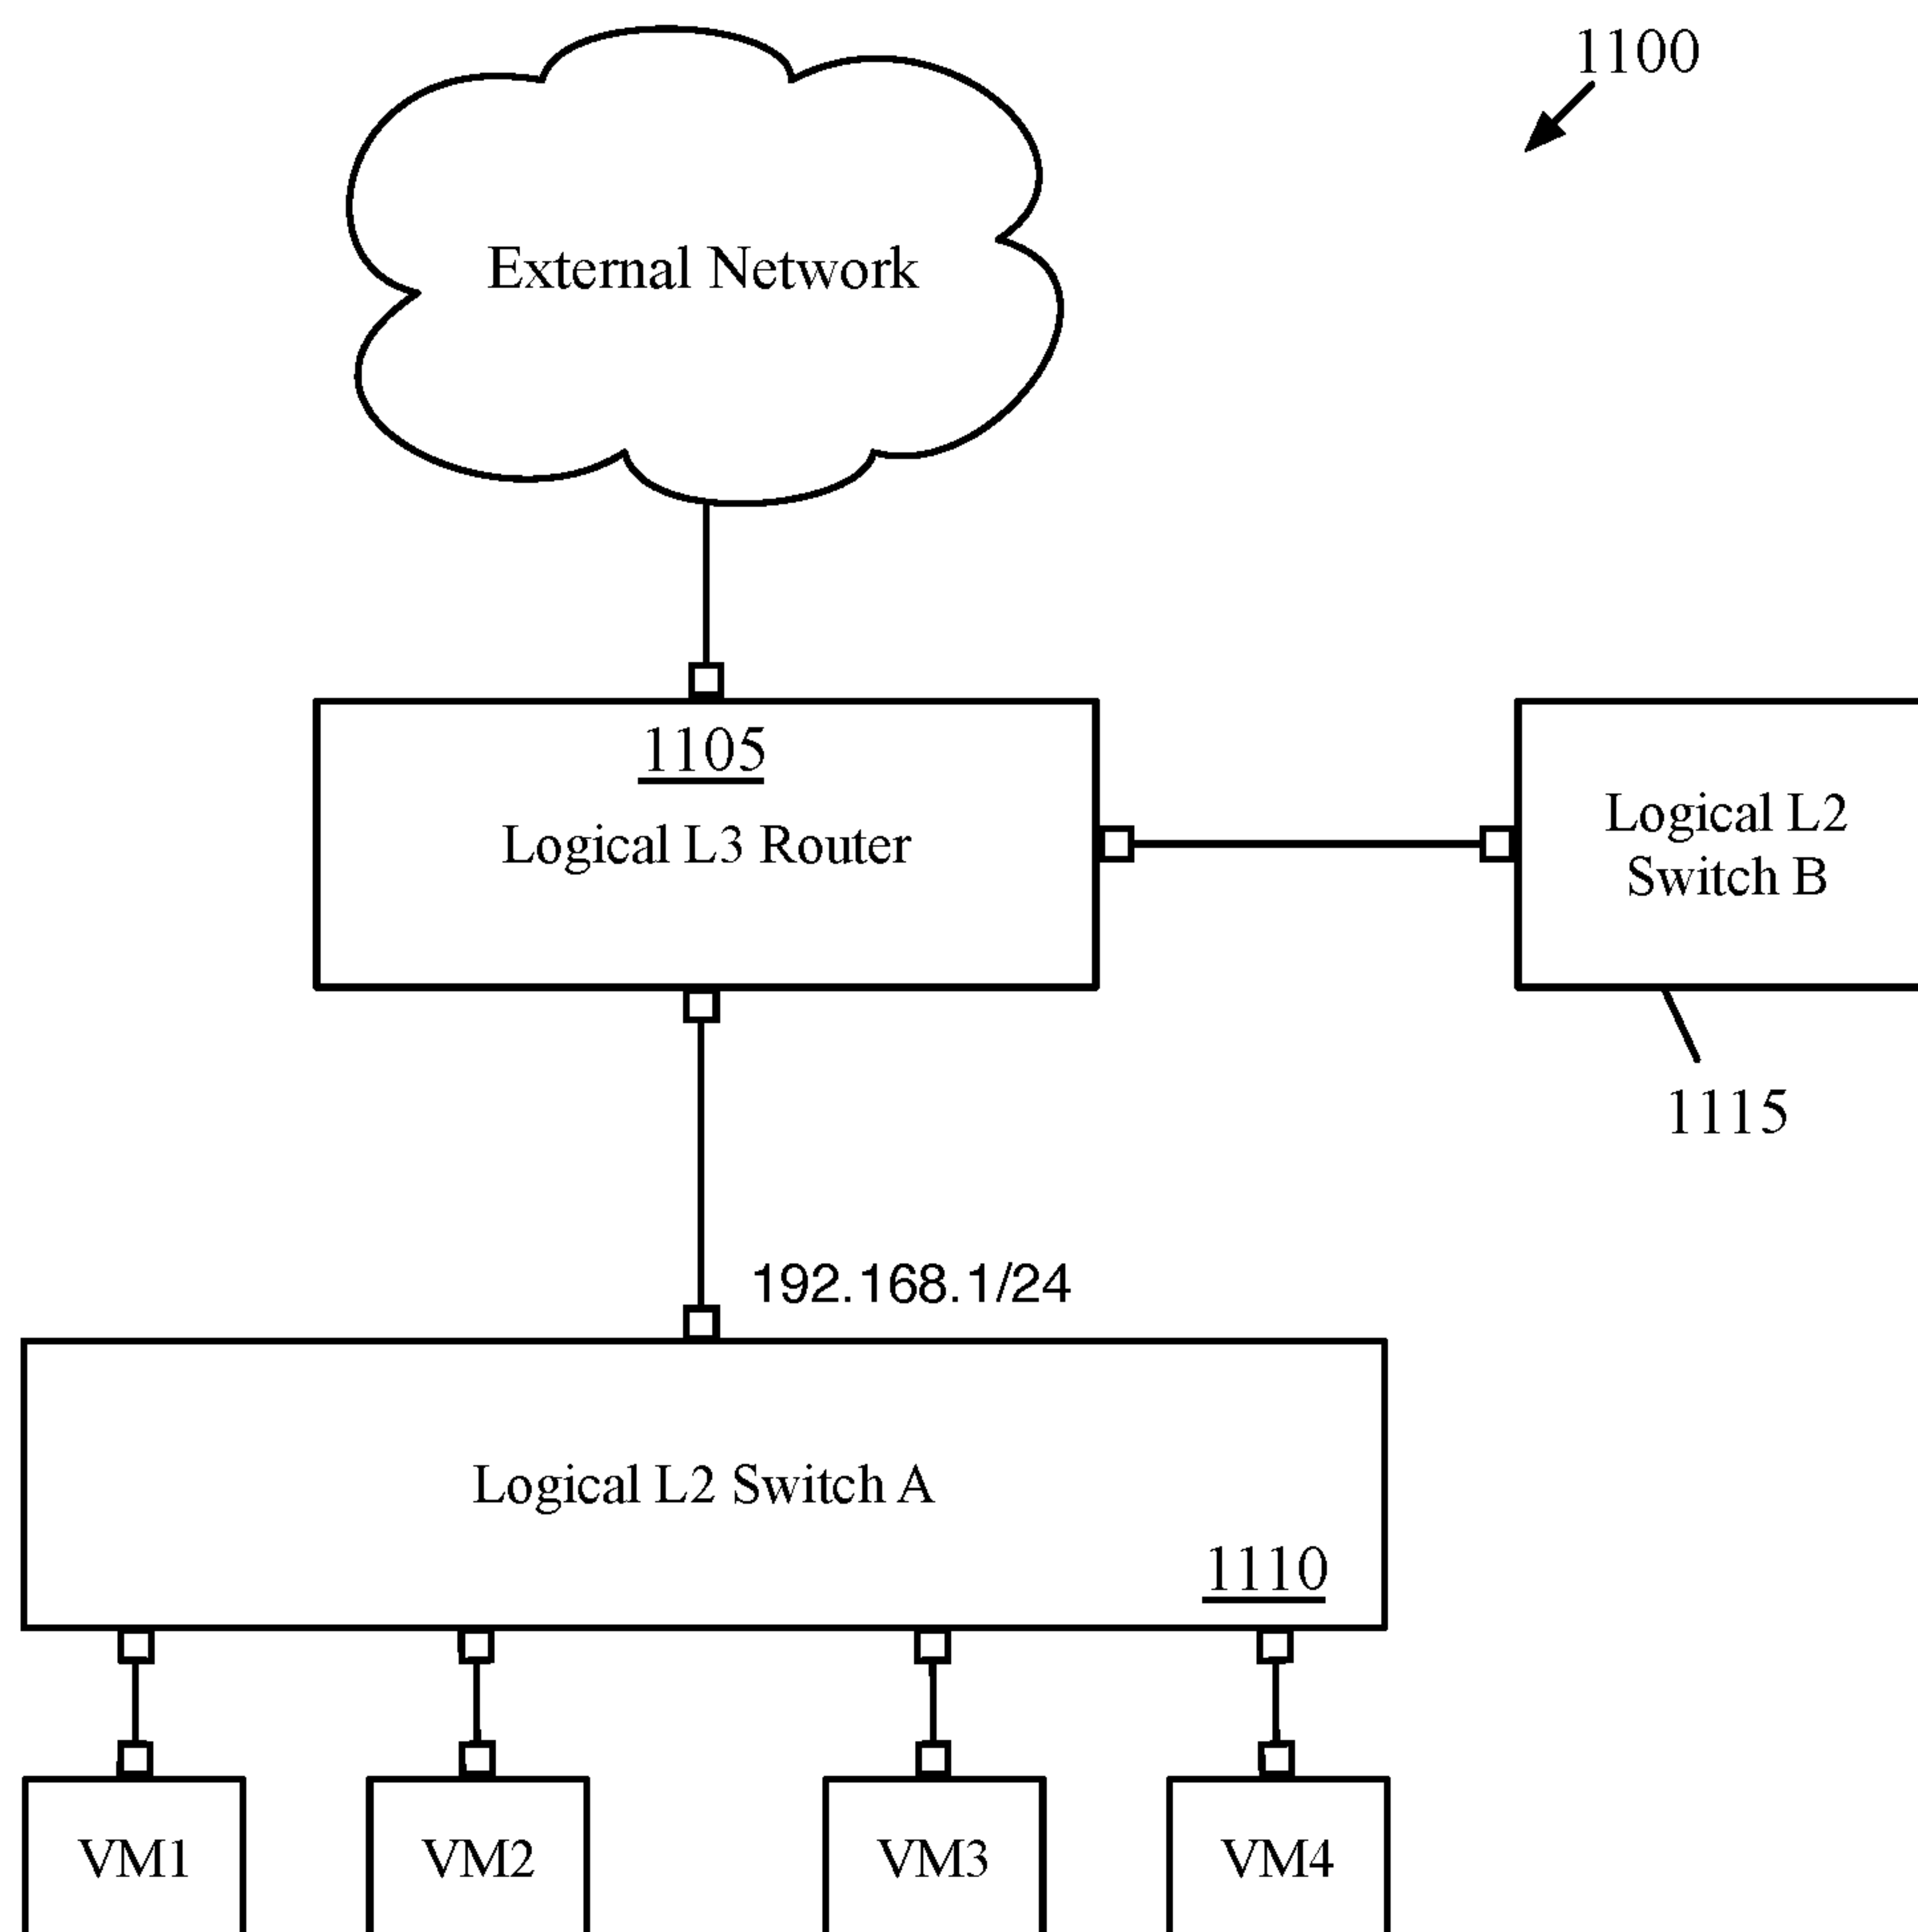 1100
External Network
1105
Logical L3 Router
Logical L2
Switch B
1115
192.168.1/24
Logical L2 Switch A
1110
VM1
VM2
VM3
VM4